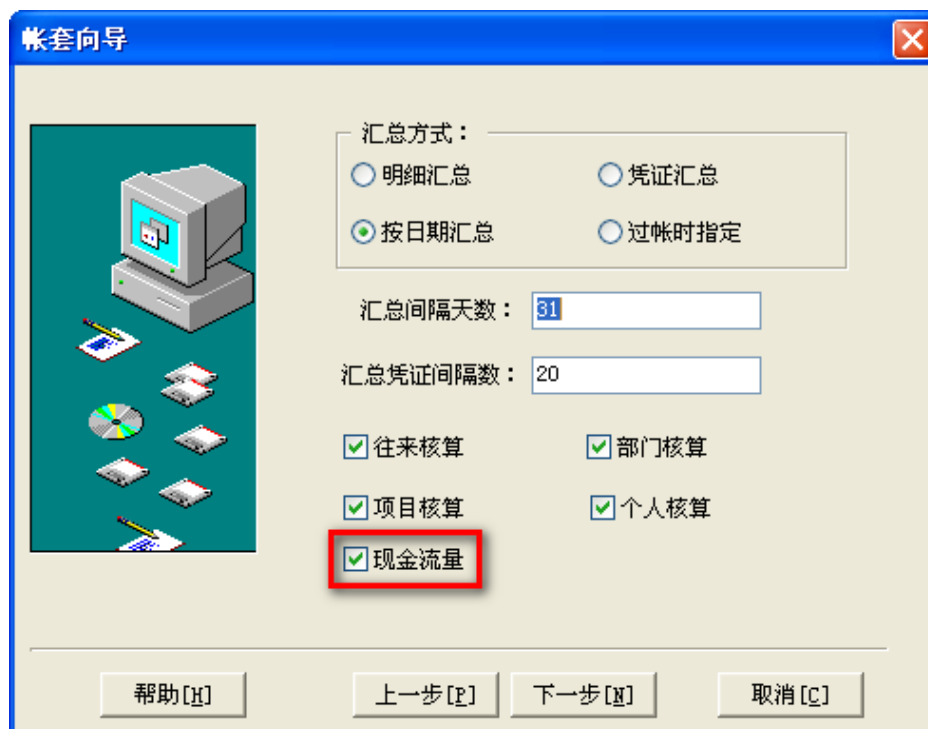 帐套向导
汇总方式：
明细汇总 凭证汇总
按日期汇总 过帐时指定
汇总间隔天数： 31
汇总凭证间隔数： 20
往来核算 部门核算
项目核算 个人核算
现金流量
帮助[H] 上一步[P] 下一步[N] 取消[C]